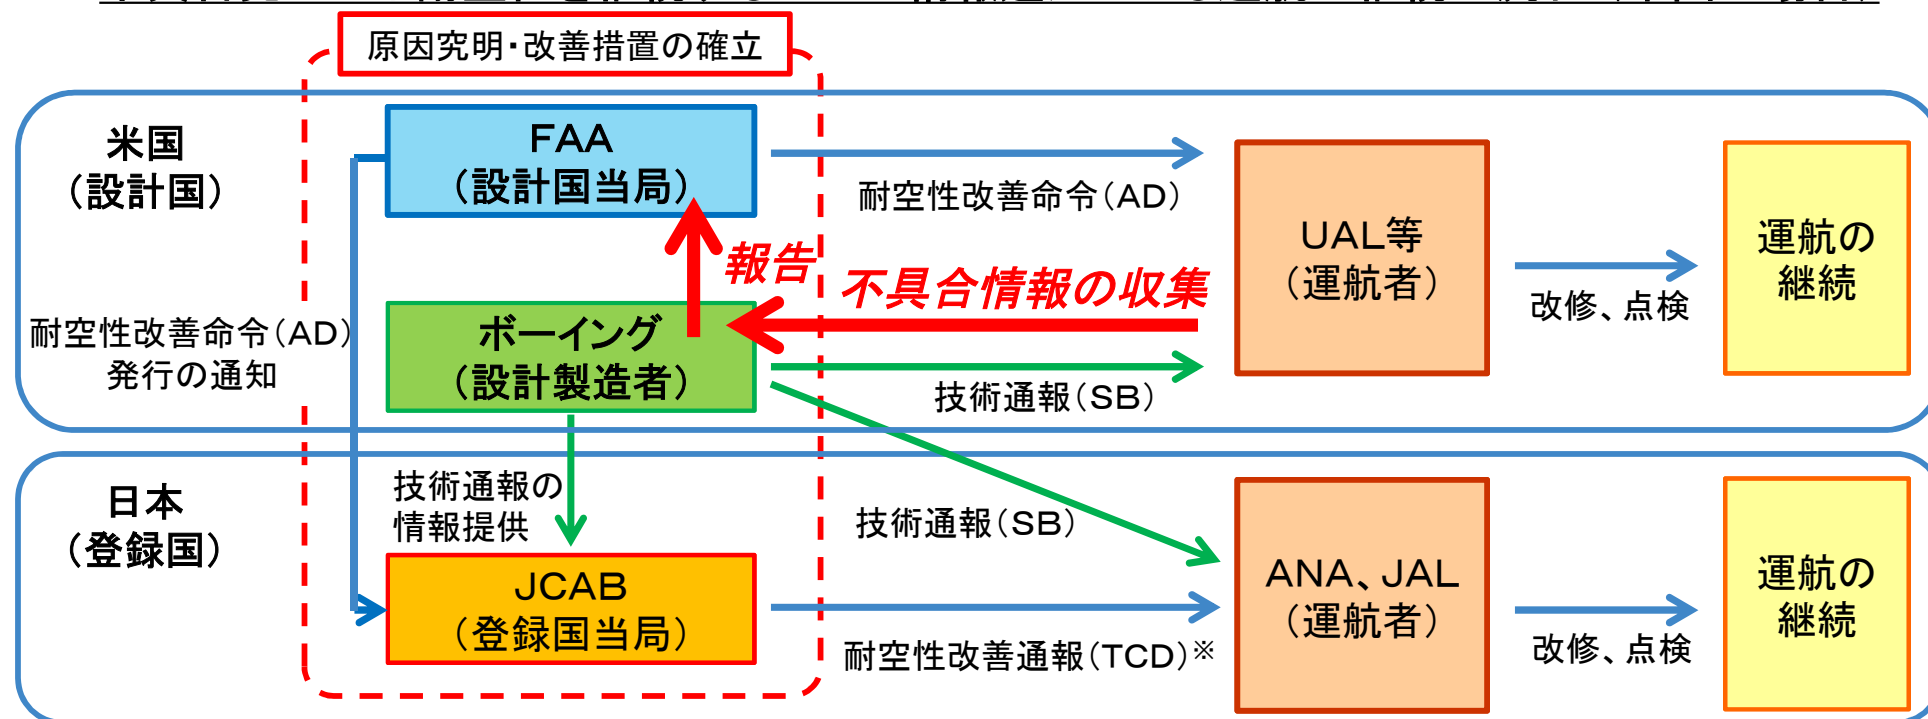 原因究明・改善措置の確立
米国
（設計国）
FAA
（設計国当局）
耐空性改善命令（AD）
UAL等
（運航者）
運航の
継続
報告
不具合情報の収集
改修、点検
耐空性改善命令（AD）
発行の通知
ボーイング
（設計製造者）
技術通報（SB）
日本
（登録国）
技術通報の
情報提供
技術通報（SB）
JCAB
（登録国当局）
耐空性改善通報（TCD）※
ANA、JAL
（運航者）
改修、点検
運航の
継続